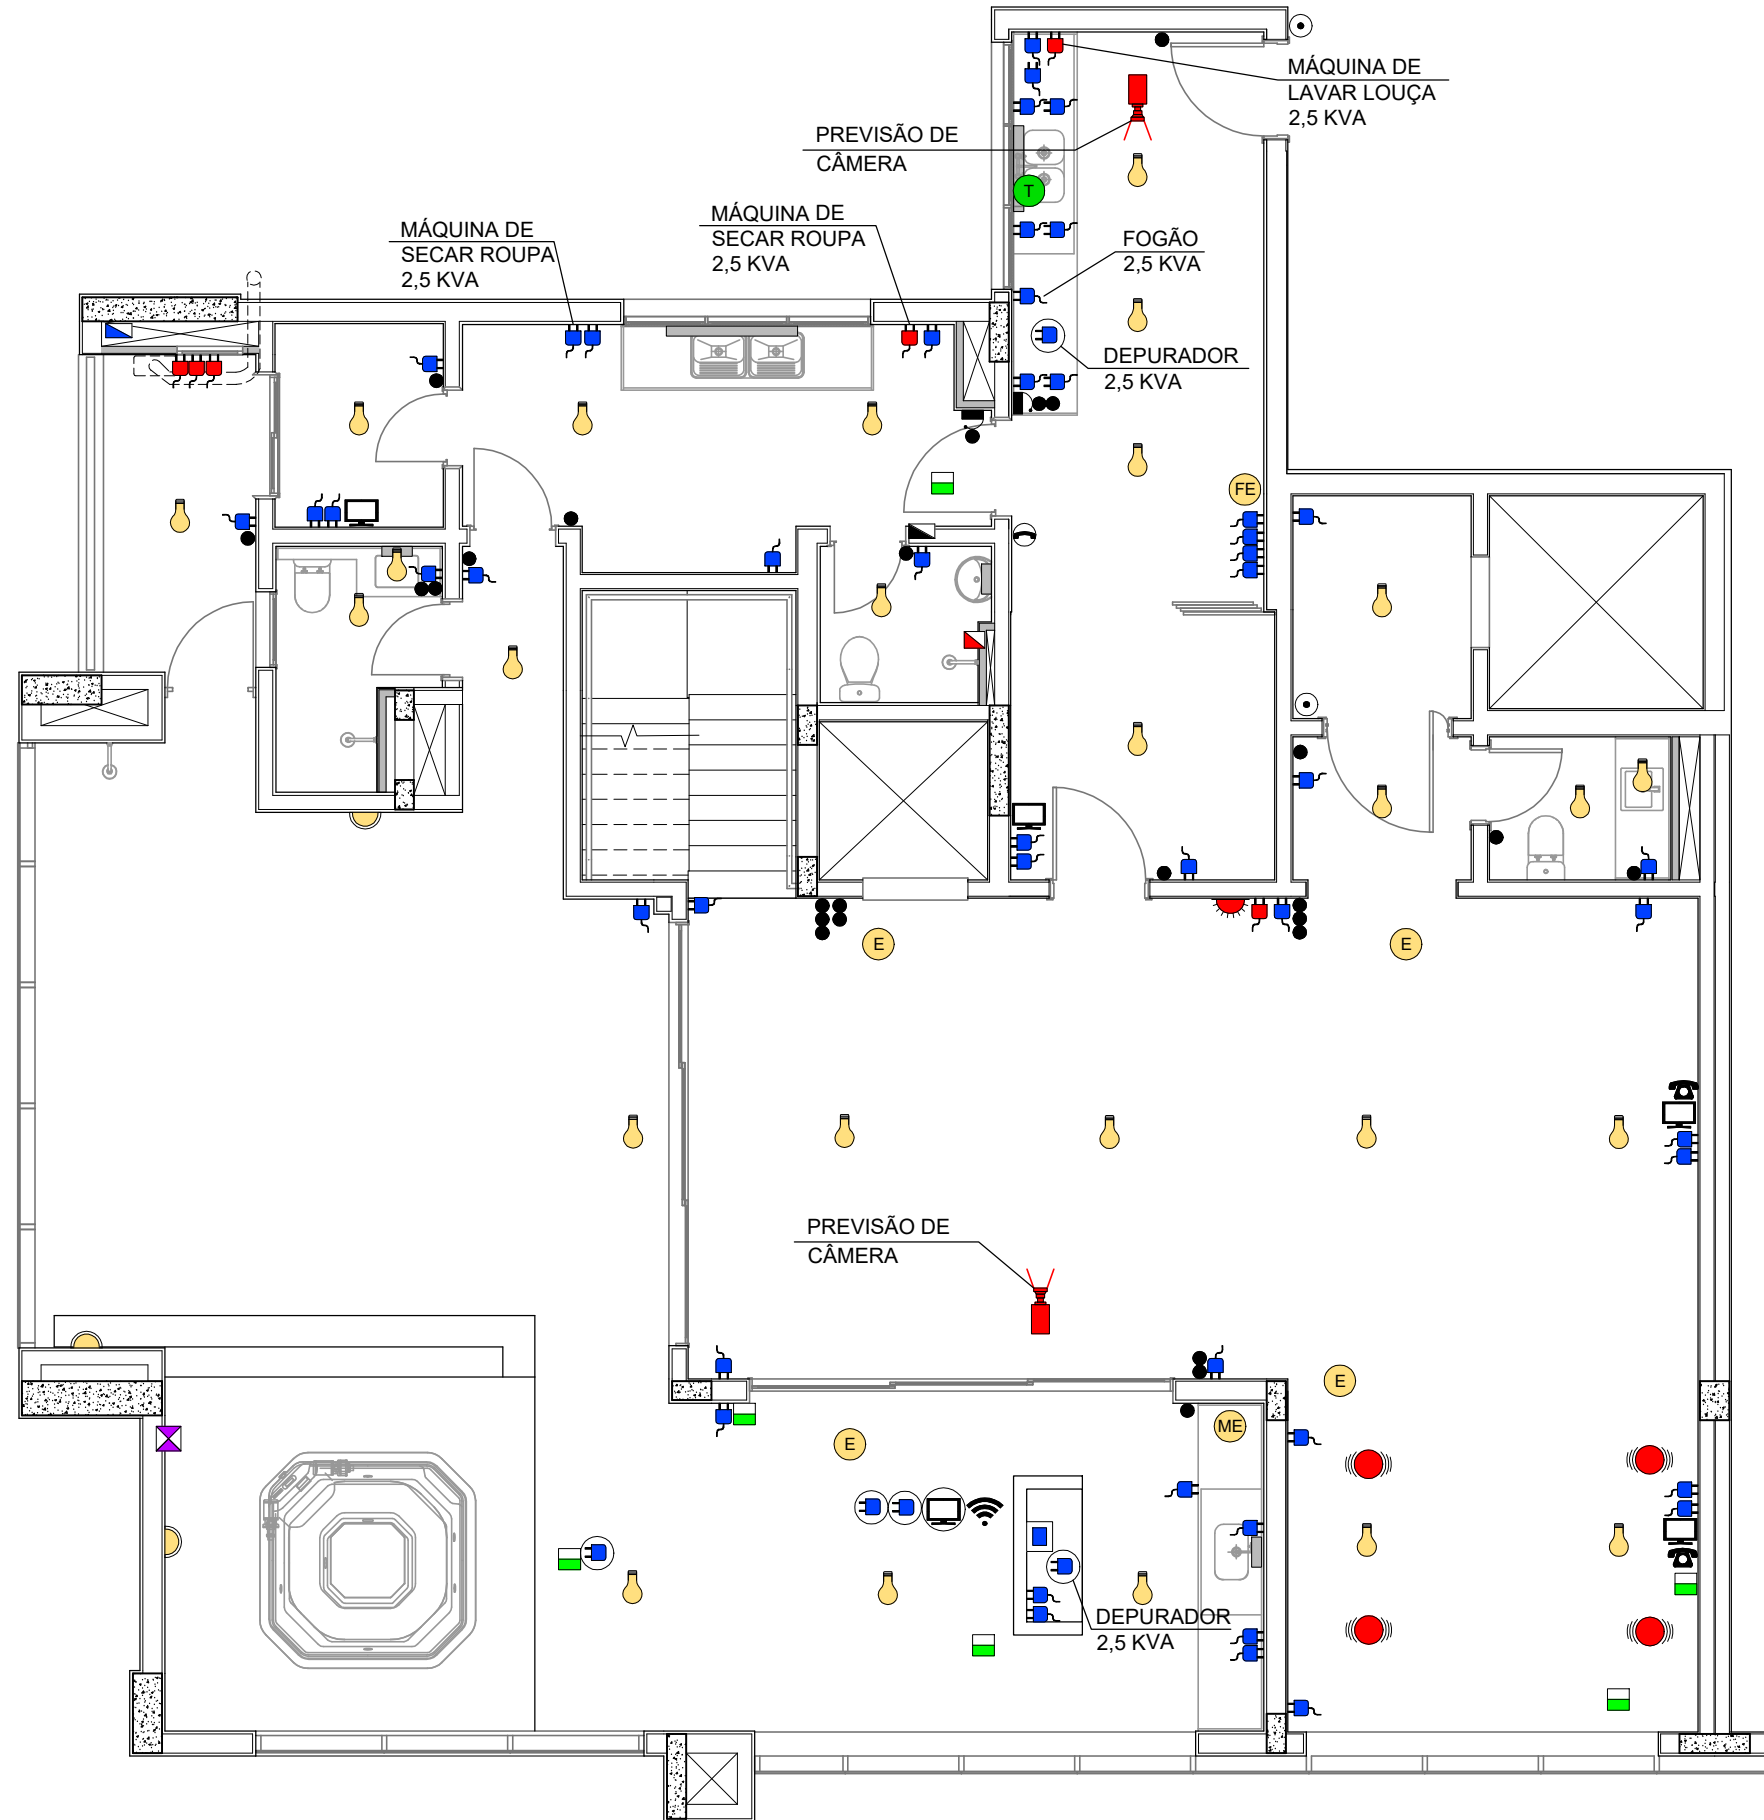 MÁQUINA DE
LAVAR LOUÇA
2,5 KVA
PREVISÃO DE
CÂMERA
T
MÁQUINA DE
SECAR ROUPA
2,5 KVA
MÁQUINA DE
SECAR ROUPA
2,5 KVA
FOGÃO
2,5 KVA
DEPURADOR
2,5 KVA
FE
E
E
PREVISÃO DE
CÂMERA
E
ME
E
DEPURADOR
2,5 KVA